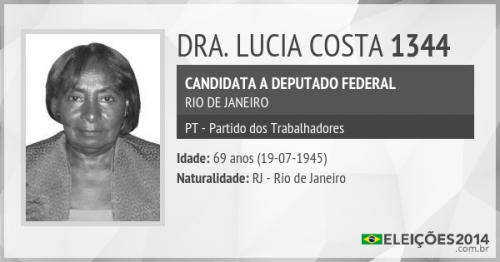 DRA. LUCIA COSTA 1344
CANDIDATA A DEPUTADO FEDERAL
RIO DE JANEIRO
PT - Partido dos Trabalhadores
Idade: 69 anos (19-07-1945)
Naturalidade: RJ - Rio de Janeiro
ELEIÇÕES2014
.com.br